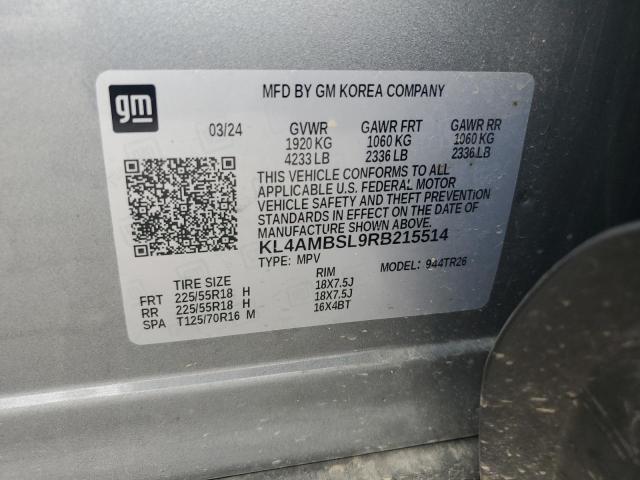 gm
MFD BY GM KOREA COMPANY
03/24 GVWR GAWR FRT GAWR RR
1920 KG 1060 KG 1060 KG
4233 LB 2336 LB 2336 LB
THIS VEHICLE CONFORMS TO ALL
APPLICABLE U.S. FEDERAL MOTOR
VEHICLE SAFETY AND THEFT PREVENTION
STANDARDS IN EFFECT ON THE DATE OF
MANUFACTURE SHOWN ABOVE.
KL4AMBSL9RB215514
TYPE: MPV MODEL: 944TR26
TIRE SIZE RIM
FRT 225/55R18 H 18X7.5J
RR 225/55R18 H 18X7.5J
SPA T125/70R16 M 16X4BT